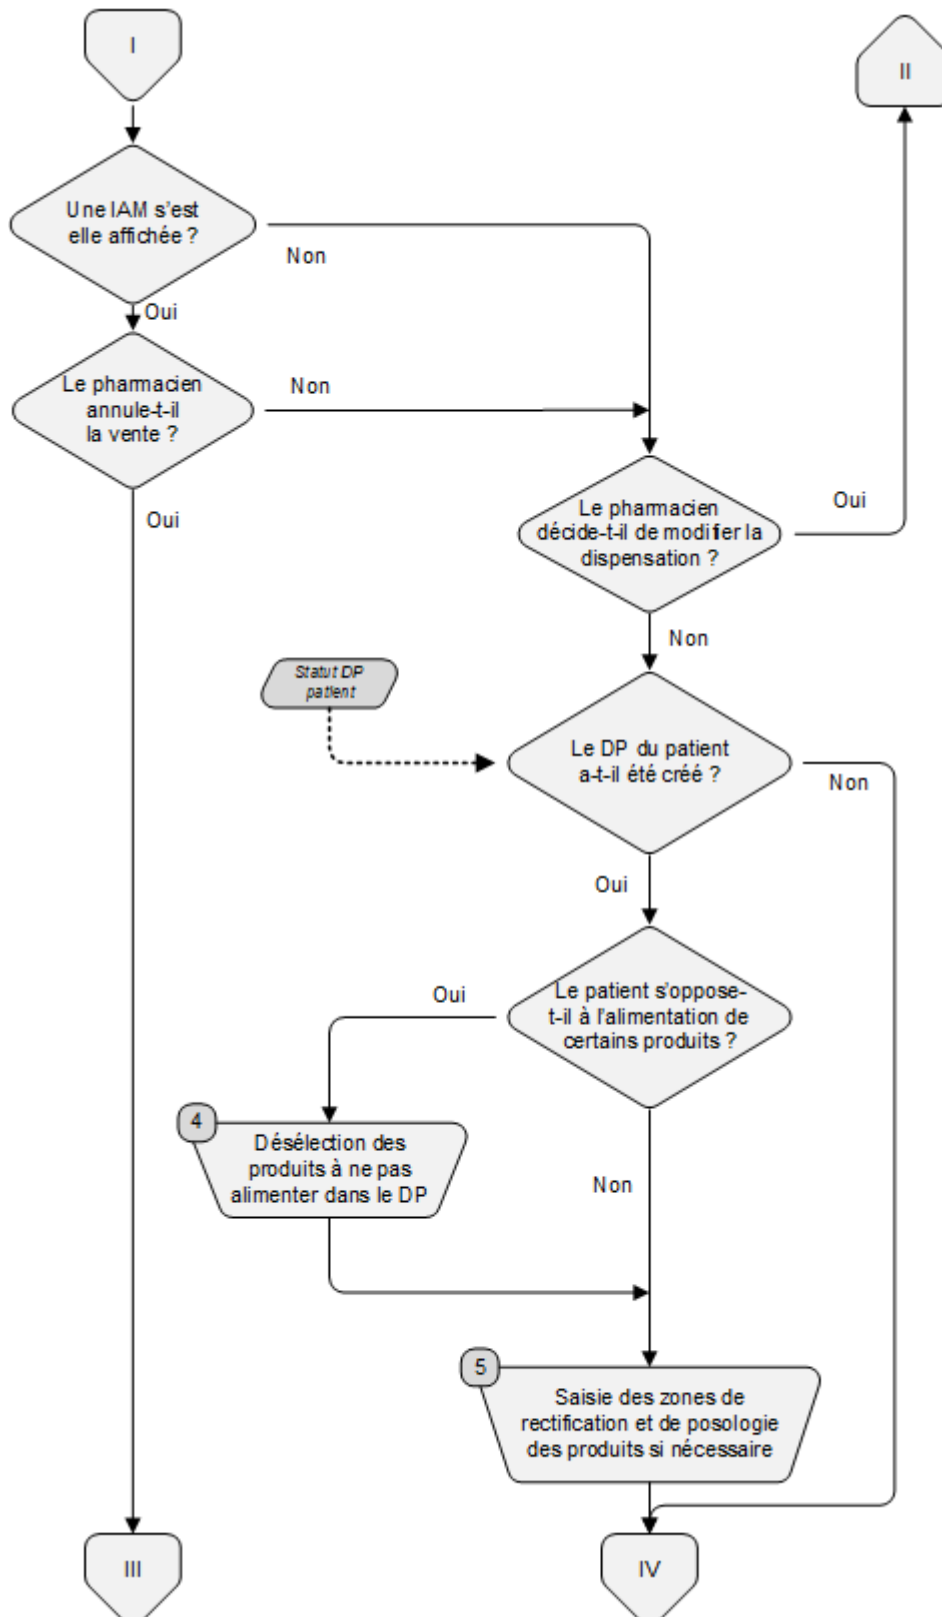 I
II
Une IAM s'est
elle affichée ?
Non
Oui
Le pharmacien
annule-t-il
la vente ?
Non
Oui
Le pharmacien
décide-t-il de modifier la
dispensation ?
Oui
Non
Statut DP
patient
Le DP du patient
a-t-il été créé ?
Non
Oui
Le patient s'oppose-
t-il à l'alimentation de
certains produits ?
Oui
4
Désélection des
produits à ne pas
alimenter dans le DP
Non
5
Saisie des zones de
rectification et de posologie
des produits si nécessaire
III
IV